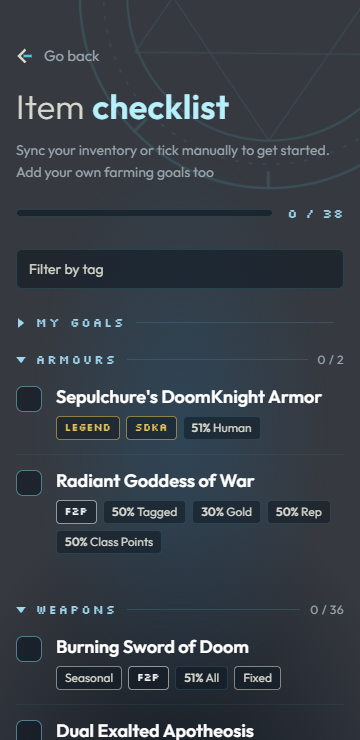 Go back
Item checklist
Sync your inventory or tick manually to get started.
Add your own farming goals too
0 / 38
Filter by tag
MY GOALS
ARMOURS 0 / 2
Sepulchure's DoomKnight Armor
LEGEND SDKA 51% Human
Radiant Goddess of War
F2P 50% Tagged 30% Gold 50% Rep
50% Class Points
WEAPONS 0 / 36
Burning Sword of Doom
Seasonal F2P 51% All Fixed
Dual Exalted Apotheosis